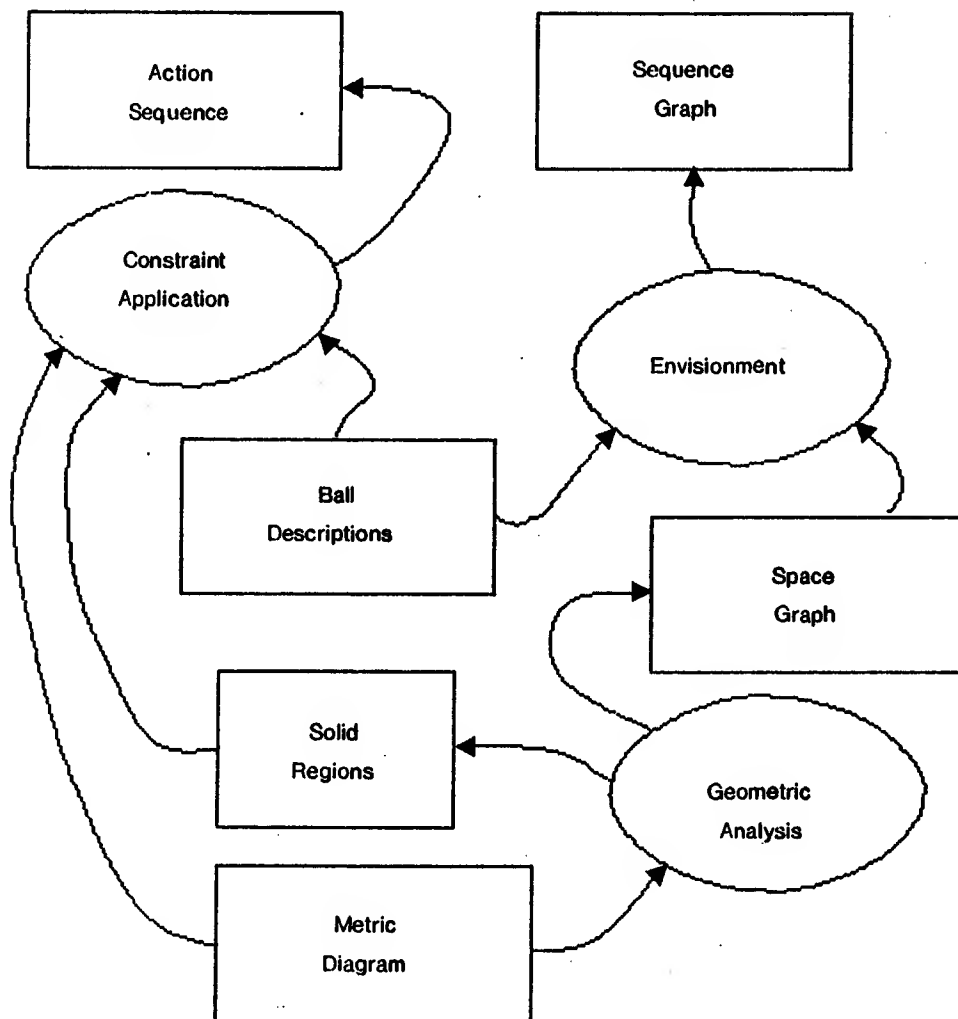 Action
Sequence
Sequence
Graph
Constraint
Application
Envisionment
Ball
Descriptions
Space
Graph
Solid
Regions
Geometric
Analysis
Metric
Diagram